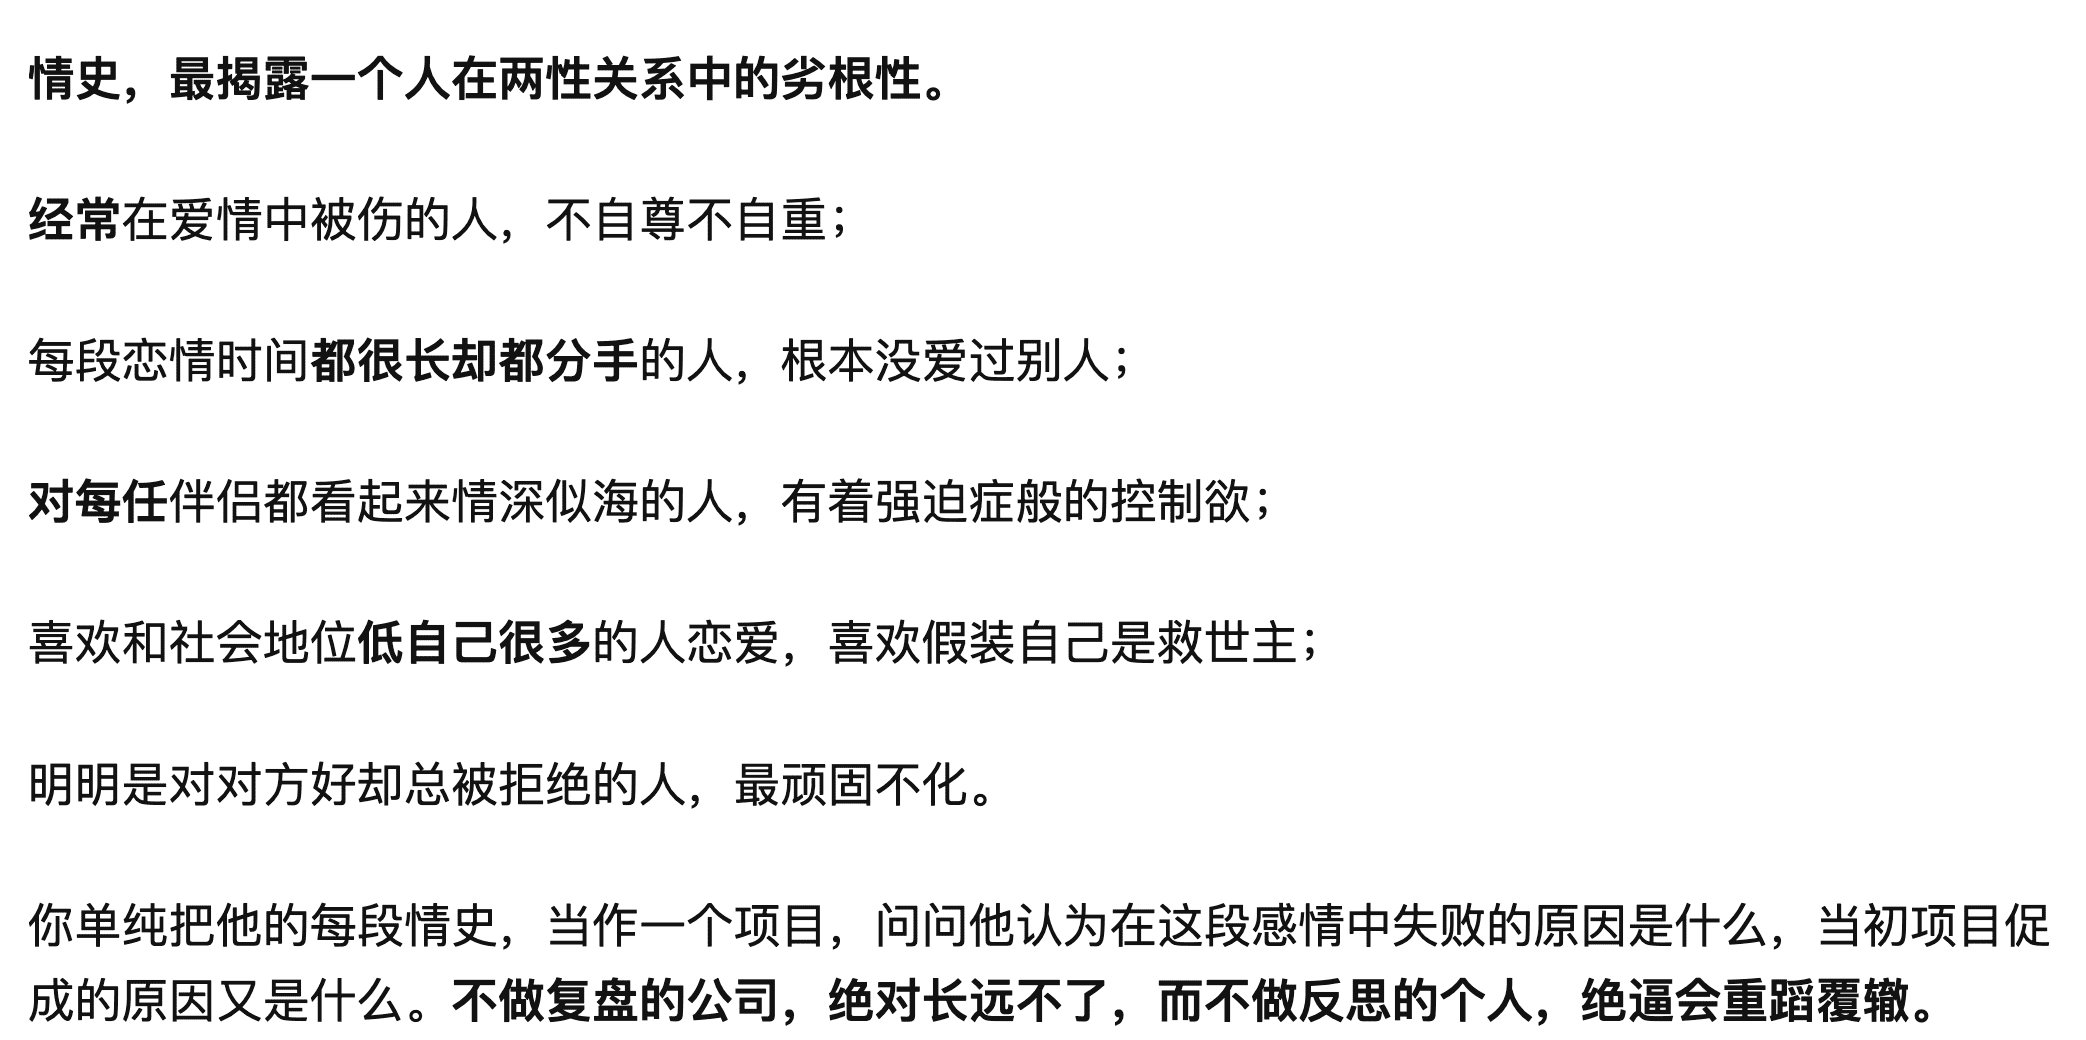 情史，最揭露一个人在两性关系中的劣根性。
经常在爱情中被伤的人，不自尊不自重；
每段恋情时间都很长却都分手的人，根本没爱过别人；
对每任伴侣都看起来情深似海的人，有着强迫症般的控制欲；
喜欢和社会地位低自己很多的人恋爱，喜欢假装自己是救世主；
明明是对对方好却总被拒绝的人，最顽固不化。
你单纯把他的每段情史，当作一个项目，问问他认为在这段感情中失败的原因是什么，当初项目促
成的原因又是什么。不做复盘的公司，绝对长远不了，而不做反思的个人，绝逼会重蹈覆辙。